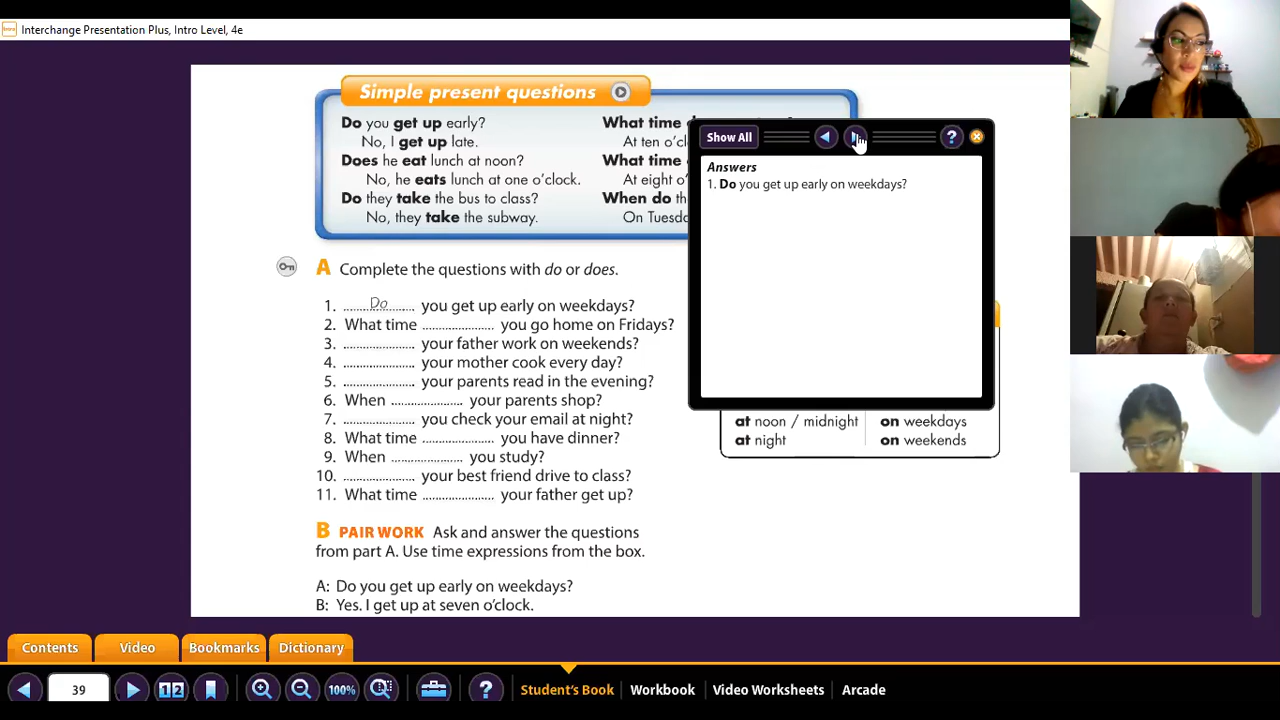 Interchange Presentation Plus, Intro Level, 4e
Simple present questions
Do you get up early?
No, I get up late.
Does he eat lunch at noon?
No, he eats lunch at one o'clock.
Do they take the bus to class?
No, they take the subway.
What time
At ten o'cl
What time
At eight o'
When do the
On Tuesd
Show All
?
Answers
1. Do you get up early on weekdays?
A Complete the questions with do or does.
1. Do you get up early on weekdays?
2. What time .................... you go home on Fridays?
3. .................... your father work on weekends?
4. .................... your mother cook every day?
5. .................... your parents read in the evening?
6. When .................... your parents shop?
7. .................... you check your email at night?
8. What time .................... you have dinner?
9. When .................... you study?
10. .................... your best friend drive to class?
11. What time .................... your father get up?
at noon / midnight on weekdays
at night on weekends
B PAIR WORK Ask and answer the questions
from part A. Use time expressions from the box.
A: Do you get up early on weekdays?
B: Yes. I get up at seven o'clock.
Contents Video Bookmarks Dictionary
39 12 100% ? Student's Book Workbook Video Worksheets Arcade